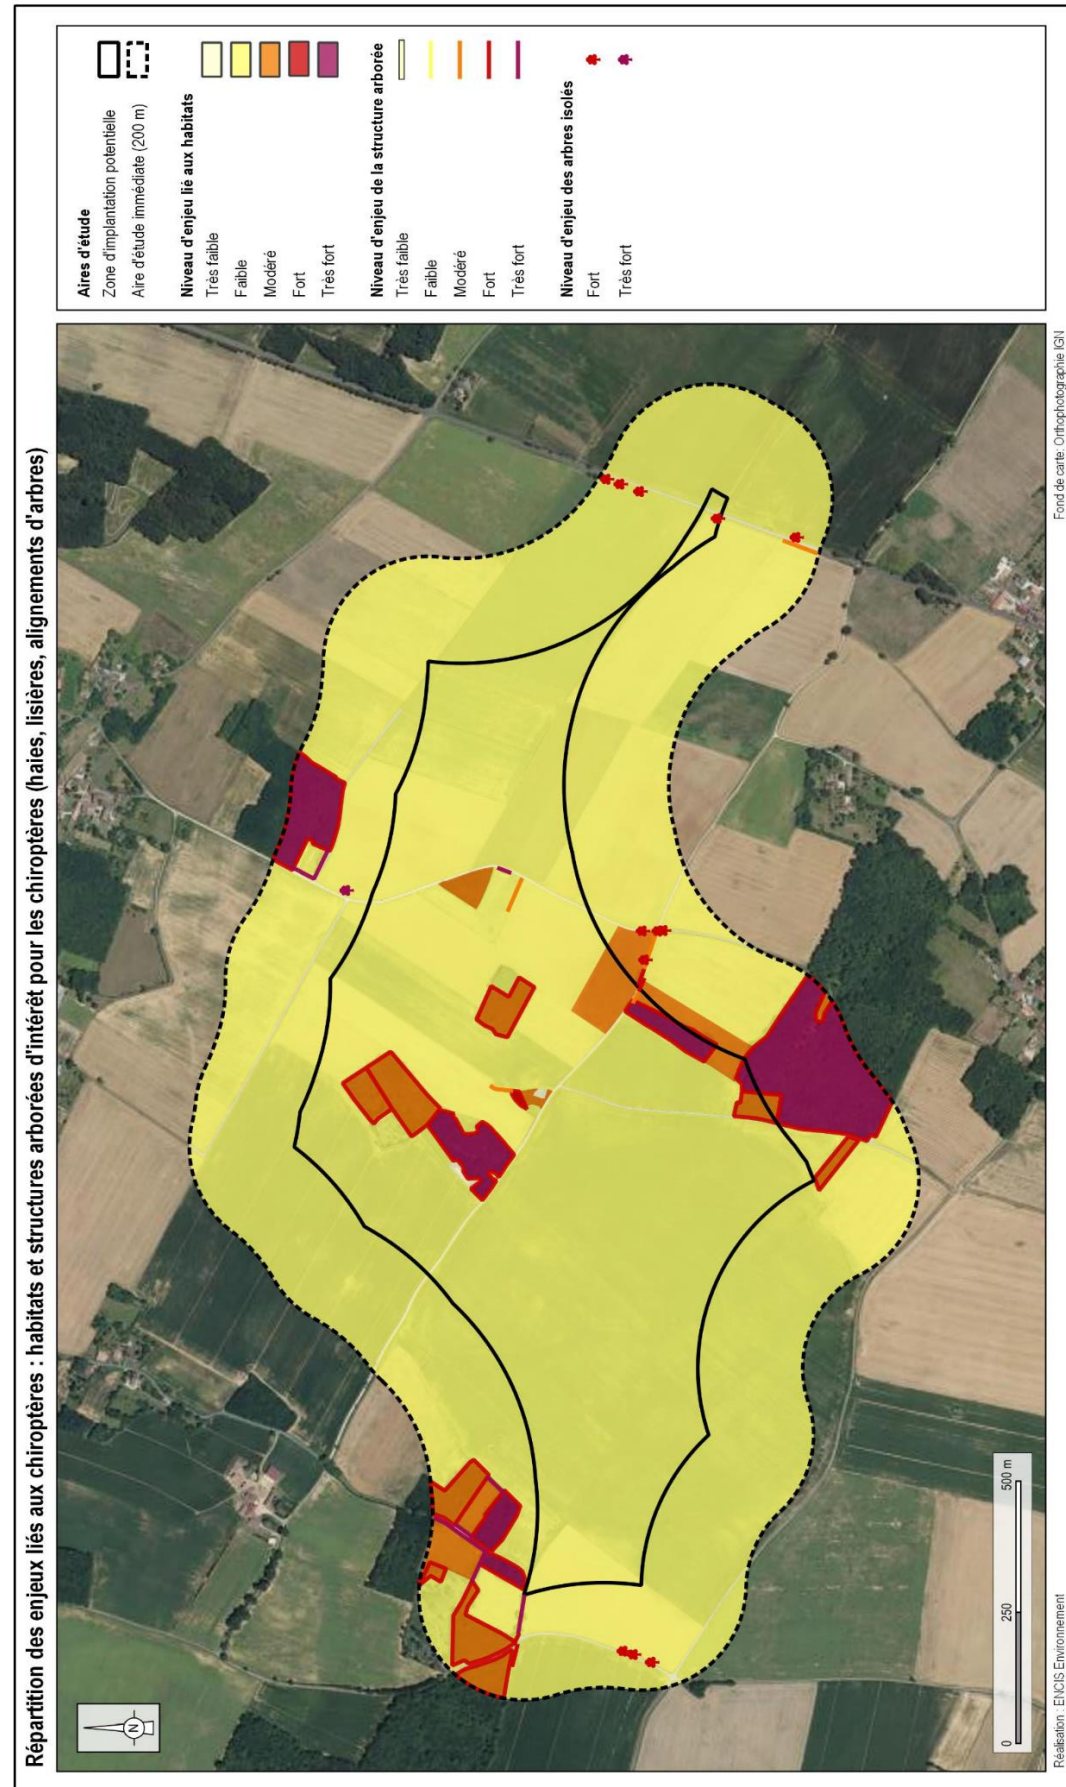 Répartition des enjeux liés aux chiroptères : habitats et structures arborées d'intérêt pour les chiroptères (haies, lisières, alignements d'arbres)
Aires d'étude
Zone d'implantation potentielle
Aire d'étude immédiate (200 m)
Niveau d'enjeu lié aux habitats
Très faible
Faible
Modéré
Fort
Très fort
Niveau d'enjeu de la structure arborée
Très faible
Faible
Modéré
Fort
Très fort
Niveau d'enjeu des arbres isolés
Fort
Très fort
N
0 250 500 m
Réalisation : ENCIS Environnement
Fond de carte: Orthophotographie IGN